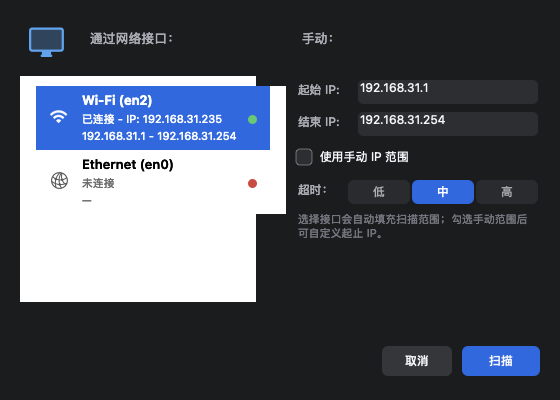 通过网络接口：
Wi-Fi (en2)
已连接 - IP: 192.168.31.235
192.168.31.1 - 192.168.31.254
Ethernet (en0)
未连接
—
手动：
起始 IP:
192.168.31.1
结束 IP:
192.168.31.254
使用手动 IP 范围
超时：
低
中
高
选择接口会自动填充扫描范围；勾选手动范围后
可自定义起止 IP。
取消
扫描